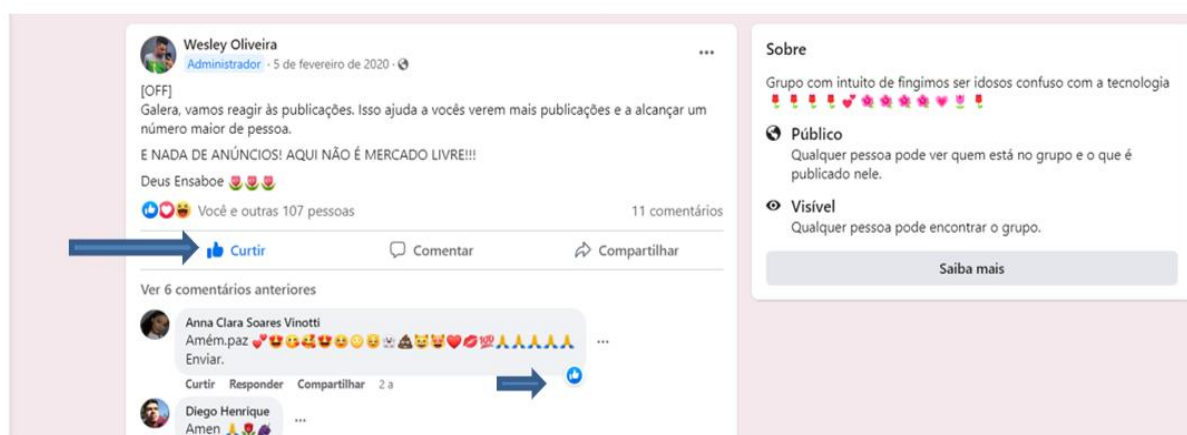 Wesley Oliveira
Administrador · 5 de fevereiro de 2020 ·
[OFF]
Galera, vamos reagir às publicações. Isso ajuda a vocês verem mais publicações e a alcançar um
número maior de pessoa.
E NADA DE ANÚNCIOS! AQUI NÃO É MERCADO LIVRE!!!
Deus Ensaboe 🌷🌷🌷
Você e outras 107 pessoas
11 comentários
Curtir
Comentar
Compartilhar
Ver 6 comentários anteriores
Anna Clara Soares Vinotti
Amém.paz
Enviar.
Curtir Responder Compartilhar 2 a
Diego Henrique
Amen
Sobre
Grupo com intuito de fingimos ser idosos confuso com a tecnologia
Público
Qualquer pessoa pode ver quem está no grupo e o que é
publicado nele.
Visível
Qualquer pessoa pode encontrar o grupo.
Saiba mais